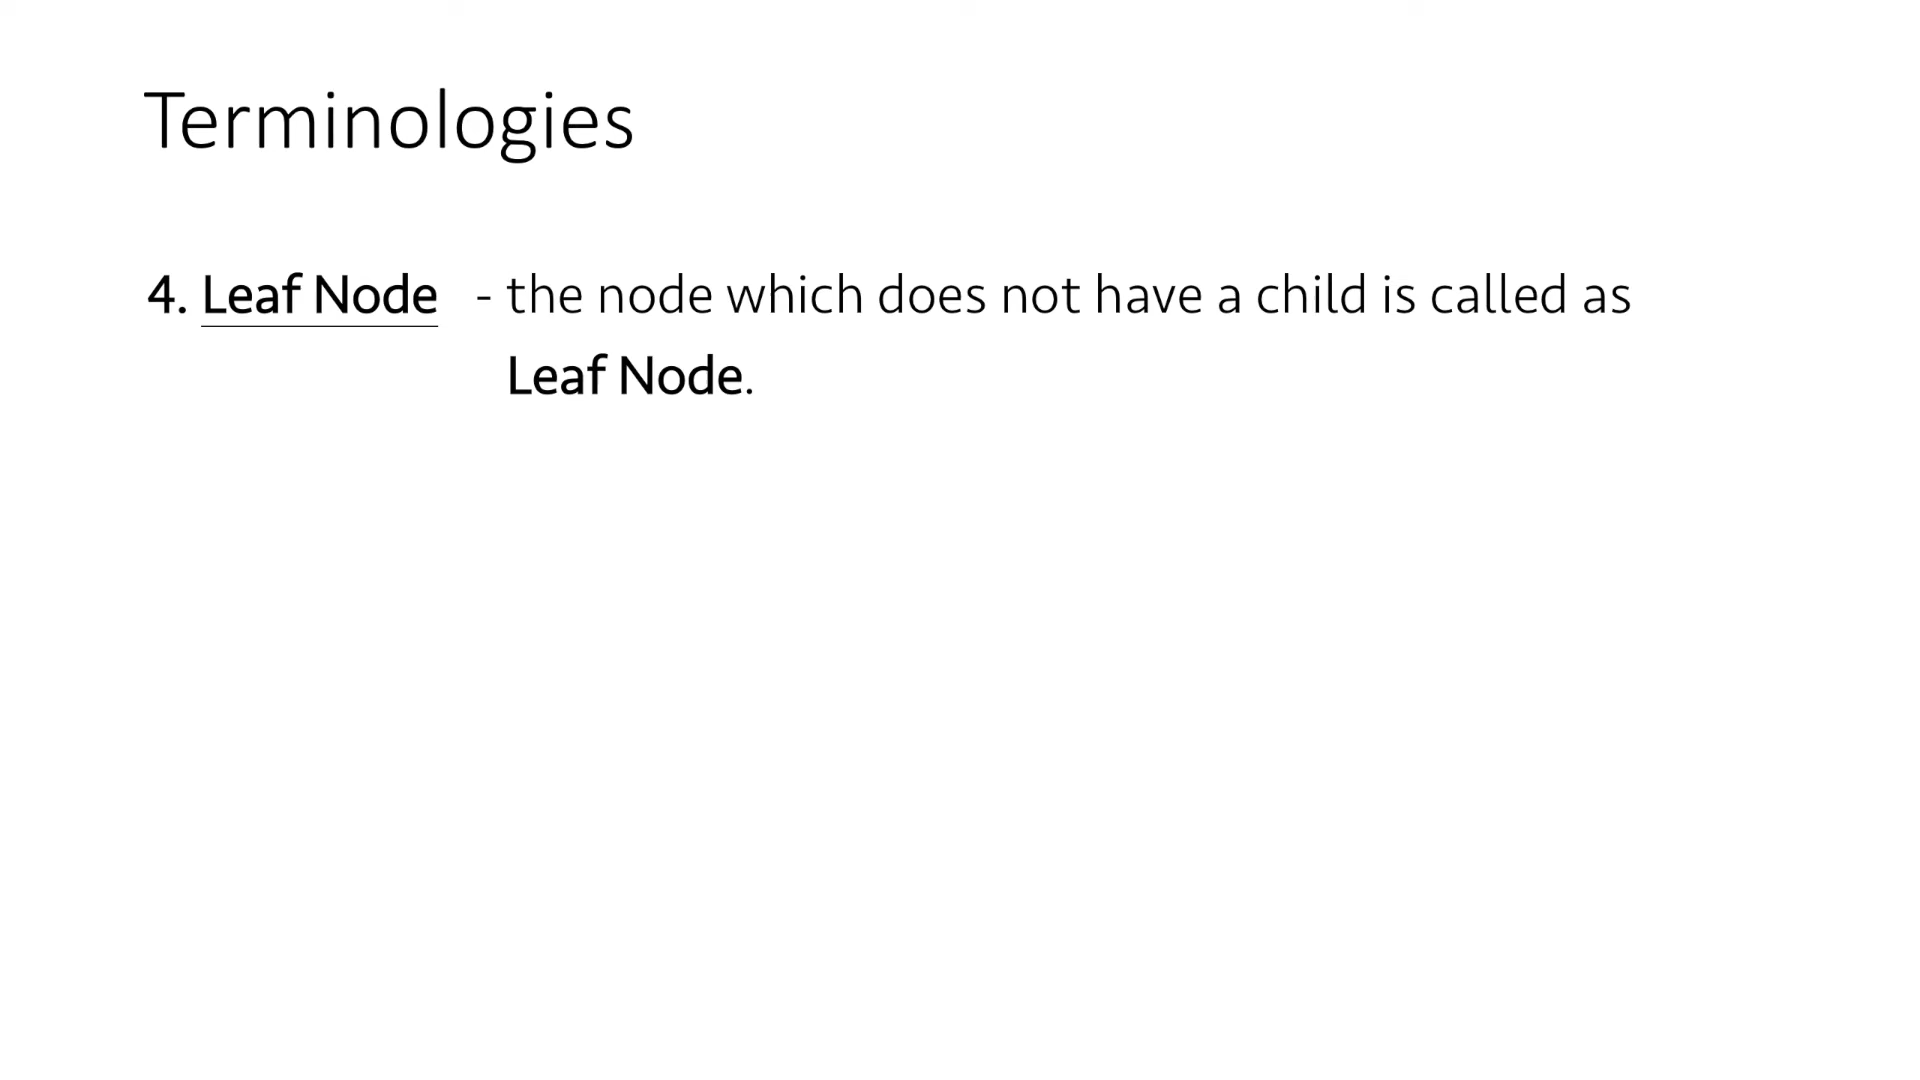 Terminologies
4. Leaf Node - the node which does not have a child is called as
Leaf Node.